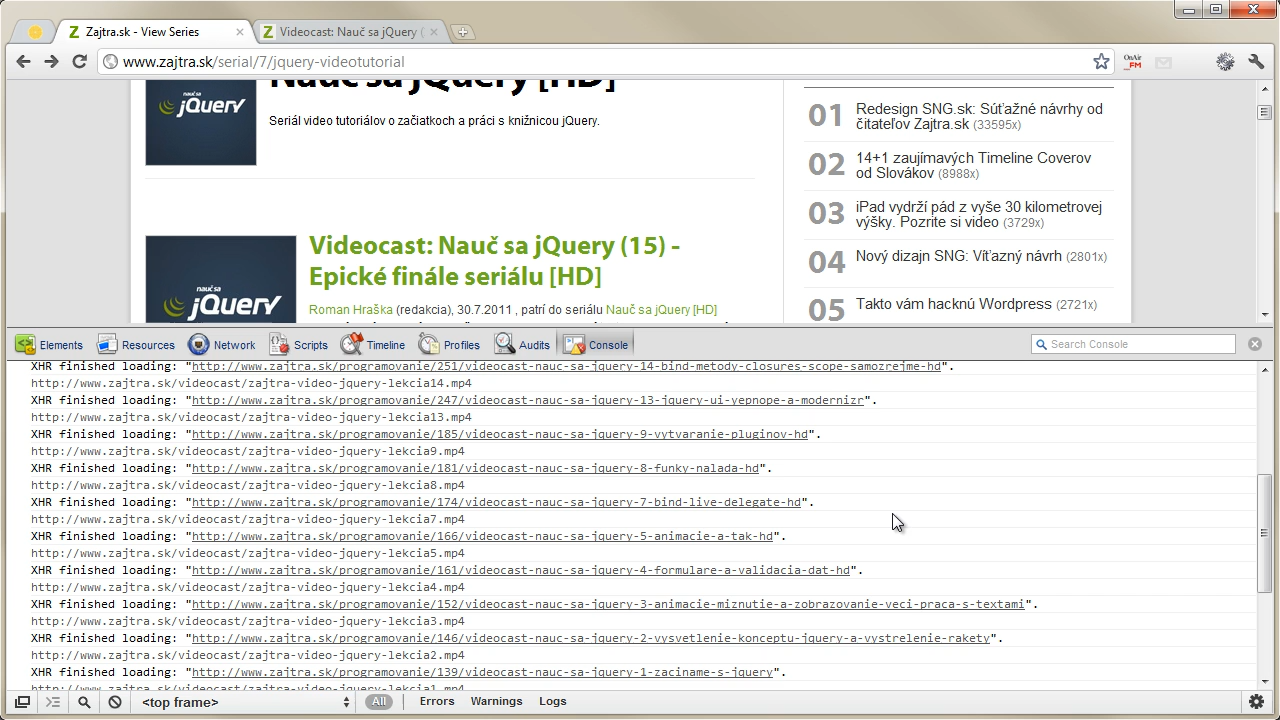 Zajtra.sk - View Series
Videocast: Nauč sa jQuery (
www.zajtra.sk/serial/7/jquery-videotutorial
OnAir
_FM
nauč sa
jQuery
Nauč sa jQuery [HD]
Seriál video tutoriálov o začiatkoch a práci s knižnicou jQuery.
nauč sa
jQuery
Videocast: Nauč sa jQuery (15) -
Epické finále seriálu [HD]
Roman Hraška (redakcia), 30.7.2011 , patrí do seriálu Nauč sa jQuery [HD]
01 Redesign SNG.sk: Súťažné návrhy od
čitateľov Zajtra.sk (33595x)
02 14+1 zaujímavých Timeline Coverov
od Slovákov (8988x)
03 iPad vydrží pád z vyše 30 kilometrovej
výšky. Pozrite si video (3729x)
04 Nový dizajn SNG: Víťazný návrh (2801x)
05 Takto vám hacknú Wordpress (2721x)
Elements Resources Network Scripts Timeline Profiles Audits Console Search Console
XHR finished loading: "http://www.zajtra.sk/programovanie/251/videocast-nauc-sa-jquery-14-bind-metody-closures-scope-samozrejme-hd".
http://www.zajtra.sk/videocast/zajtra-video-jquery-lekcia14.mp4
XHR finished loading: "http://www.zajtra.sk/programovanie/247/videocast-nauc-sa-jquery-13-jquery-ui-yepnope-a-modernizr".
http://www.zajtra.sk/videocast/zajtra-video-jquery-lekcia13.mp4
XHR finished loading: "http://www.zajtra.sk/programovanie/185/videocast-nauc-sa-jquery-9-vytvaranie-pluginov-hd".
http://www.zajtra.sk/videocast/zajtra-video-jquery-lekcia9.mp4
XHR finished loading: "http://www.zajtra.sk/programovanie/181/videocast-nauc-sa-jquery-8-funky-nalada-hd".
http://www.zajtra.sk/videocast/zajtra-video-jquery-lekcia8.mp4
XHR finished loading: "http://www.zajtra.sk/programovanie/174/videocast-nauc-sa-jquery-7-bind-live-delegate-hd".
http://www.zajtra.sk/videocast/zajtra-video-jquery-lekcia7.mp4
XHR finished loading: "http://www.zajtra.sk/programovanie/166/videocast-nauc-sa-jquery-5-animacie-a-tak-hd".
http://www.zajtra.sk/videocast/zajtra-video-jquery-lekcia5.mp4
XHR finished loading: "http://www.zajtra.sk/programovanie/161/videocast-nauc-sa-jquery-4-formulare-a-validacia-dat-hd".
http://www.zajtra.sk/videocast/zajtra-video-jquery-lekcia4.mp4
XHR finished loading: "http://www.zajtra.sk/programovanie/152/videocast-nauc-sa-jquery-3-animacie-miznutie-a-zobrazovanie-veci-praca-s-textami".
http://www.zajtra.sk/videocast/zajtra-video-jquery-lekcia3.mp4
XHR finished loading: "http://www.zajtra.sk/programovanie/146/videocast-nauc-sa-jquery-2-vysvetlenie-konceptu-jquery-a-vystrelenie-rakety".
http://www.zajtra.sk/videocast/zajtra-video-jquery-lekcia2.mp4
XHR finished loading: "http://www.zajtra.sk/programovanie/139/videocast-nauc-sa-jquery-1-zaciname-s-jquery".
http://www.zajtra.sk/videocast/zajtra-video-jquery-lekcia1.mp4
<top frame> All Errors Warnings Logs